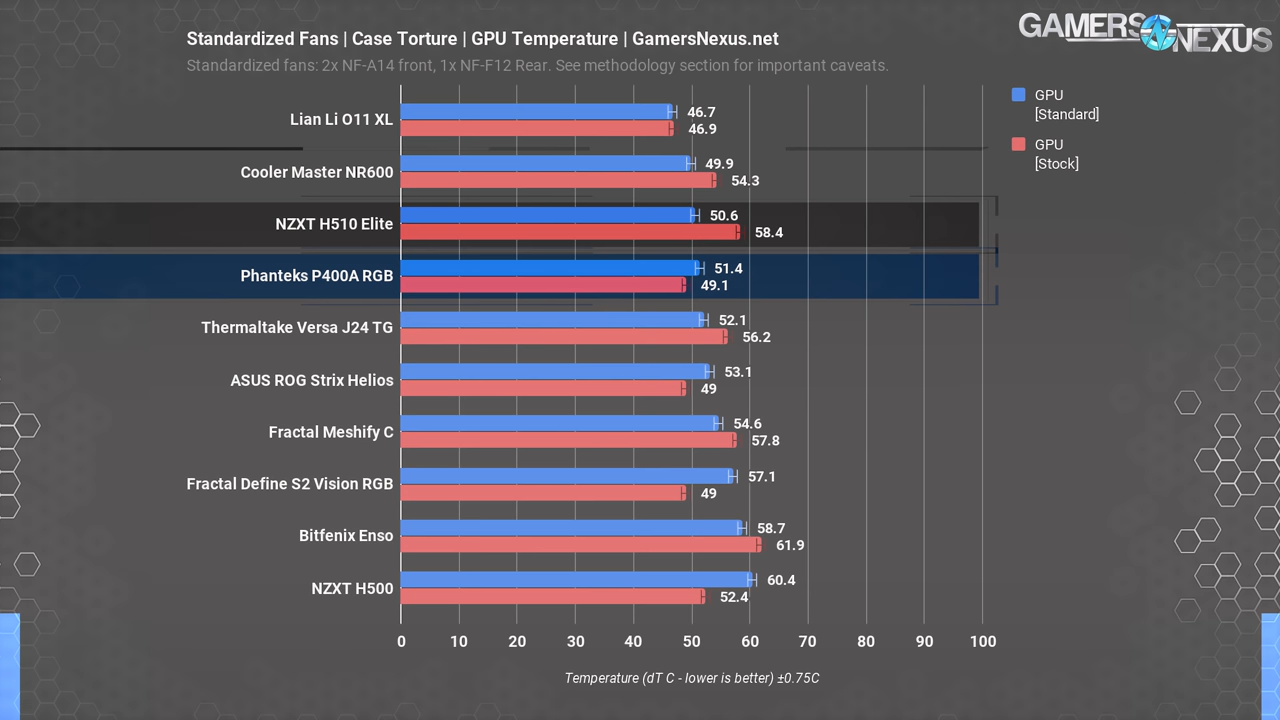 Standardized Fans | Case Torture | GPU Temperature | GamersNexus.net
Standardized fans: 2x NF-A14 front, 1x NF-F12 Rear. See methodology section for important caveats.
GAMERS NEXUS
GPU
[Standard]
GPU
[Stock]
Lian Li O11 XL
46.7
46.9
Cooler Master NR600
49.9
54.3
NZXT H510 Elite
50.6
58.4
Phanteks P400A RGB
51.4
49.1
Thermaltake Versa J24 TG
52.1
56.2
ASUS ROG Strix Helios
53.1
49
Fractal Meshify C
54.6
57.8
Fractal Define S2 Vision RGB
57.1
49
Bitfenix Enso
58.7
61.9
NZXT H500
60.4
52.4
0 10 20 30 40 50 60 70 80 90 100
Temperature (dT C - lower is better) ±0.75C